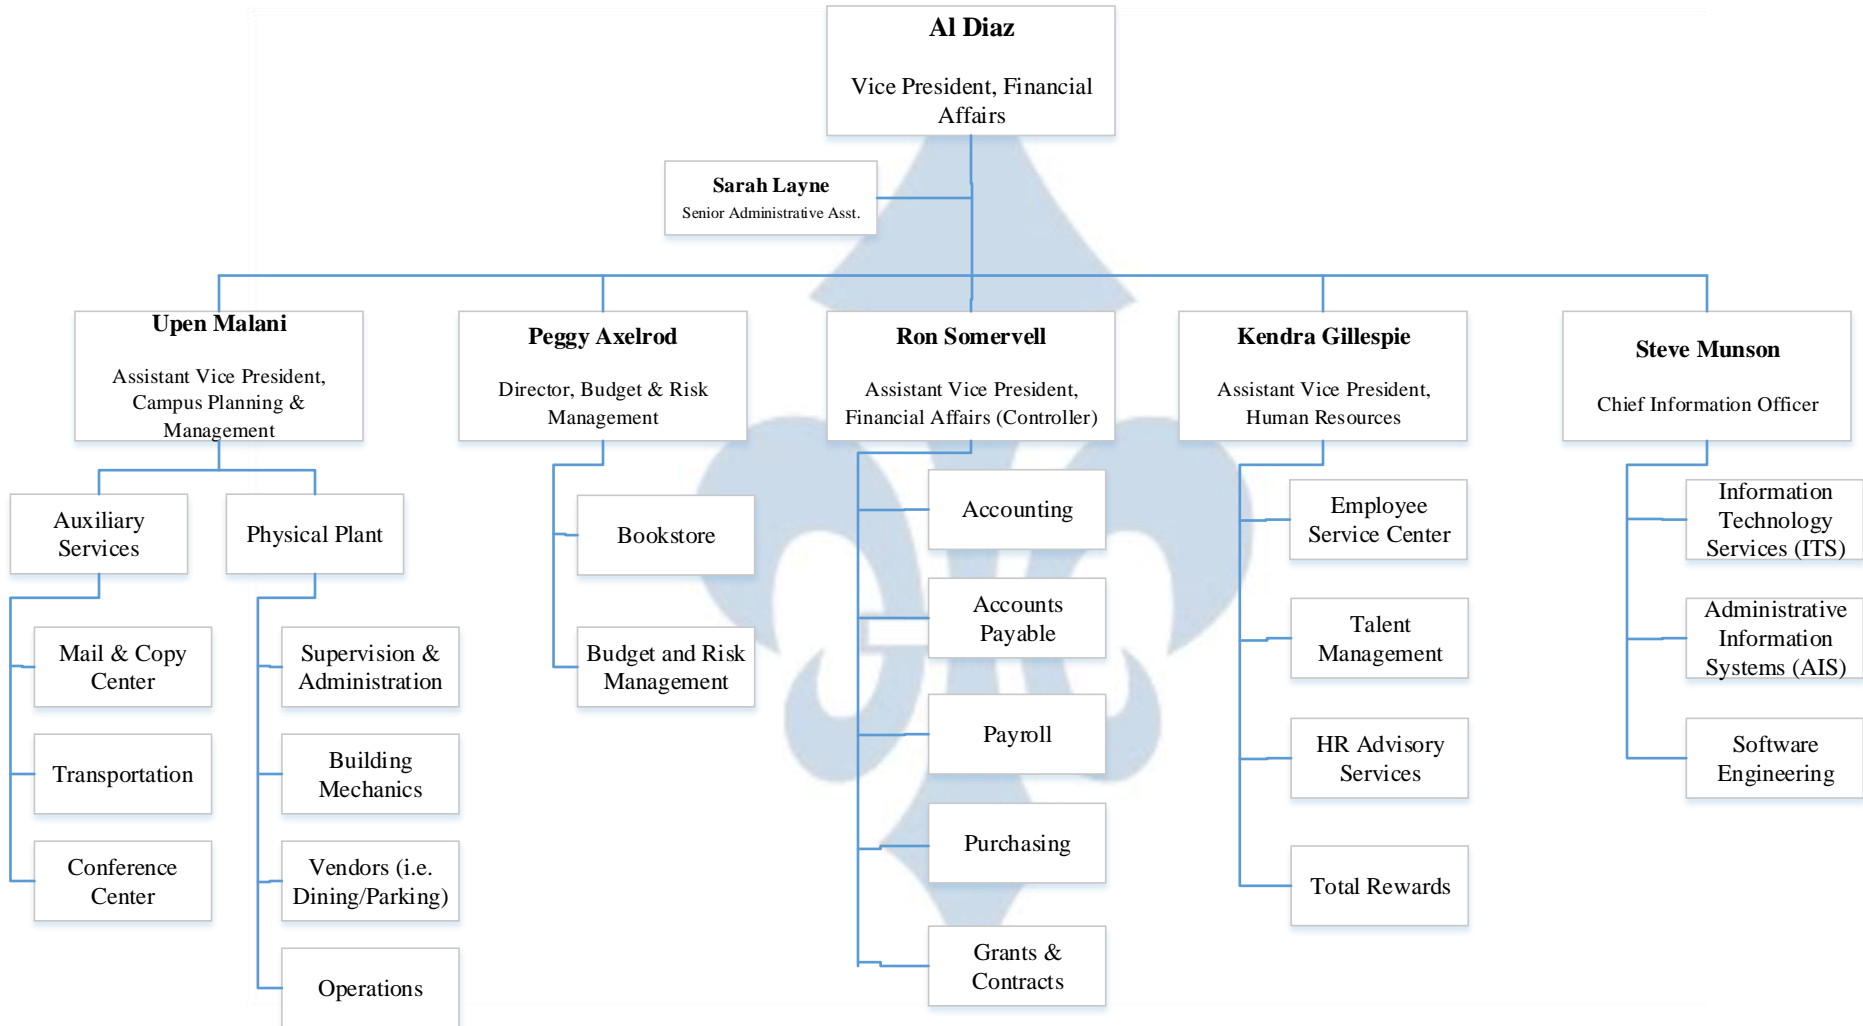 Al Diaz
Vice President, Financial
Affairs
Sarah Layne
Senior Administrative Asst.
Upen Malani
Assistant Vice President,
Campus Planning &
Management
Peggy Axelrod
Director, Budget & Risk
Management
Ron Somervell
Assistant Vice President,
Financial Affairs (Controller)
Kendra Gillespie
Assistant Vice President,
Human Resources
Steve Munson
Chief Information Officer
Auxiliary
Services
Physical Plant
Mail & Copy
Center
Transportation
Conference
Center
Supervision &
Administration
Building
Mechanics
Vendors (i.e.
Dining/Parking)
Operations
Bookstore
Budget and Risk
Management
Accounting
Accounts
Payable
Payroll
Purchasing
Grants &
Contracts
Employee
Service Center
Talent
Management
HR Advisory
Services
Total Rewards
Information
Technology
Services (ITS)
Administrative
Information
Systems (AIS)
Software
Engineering